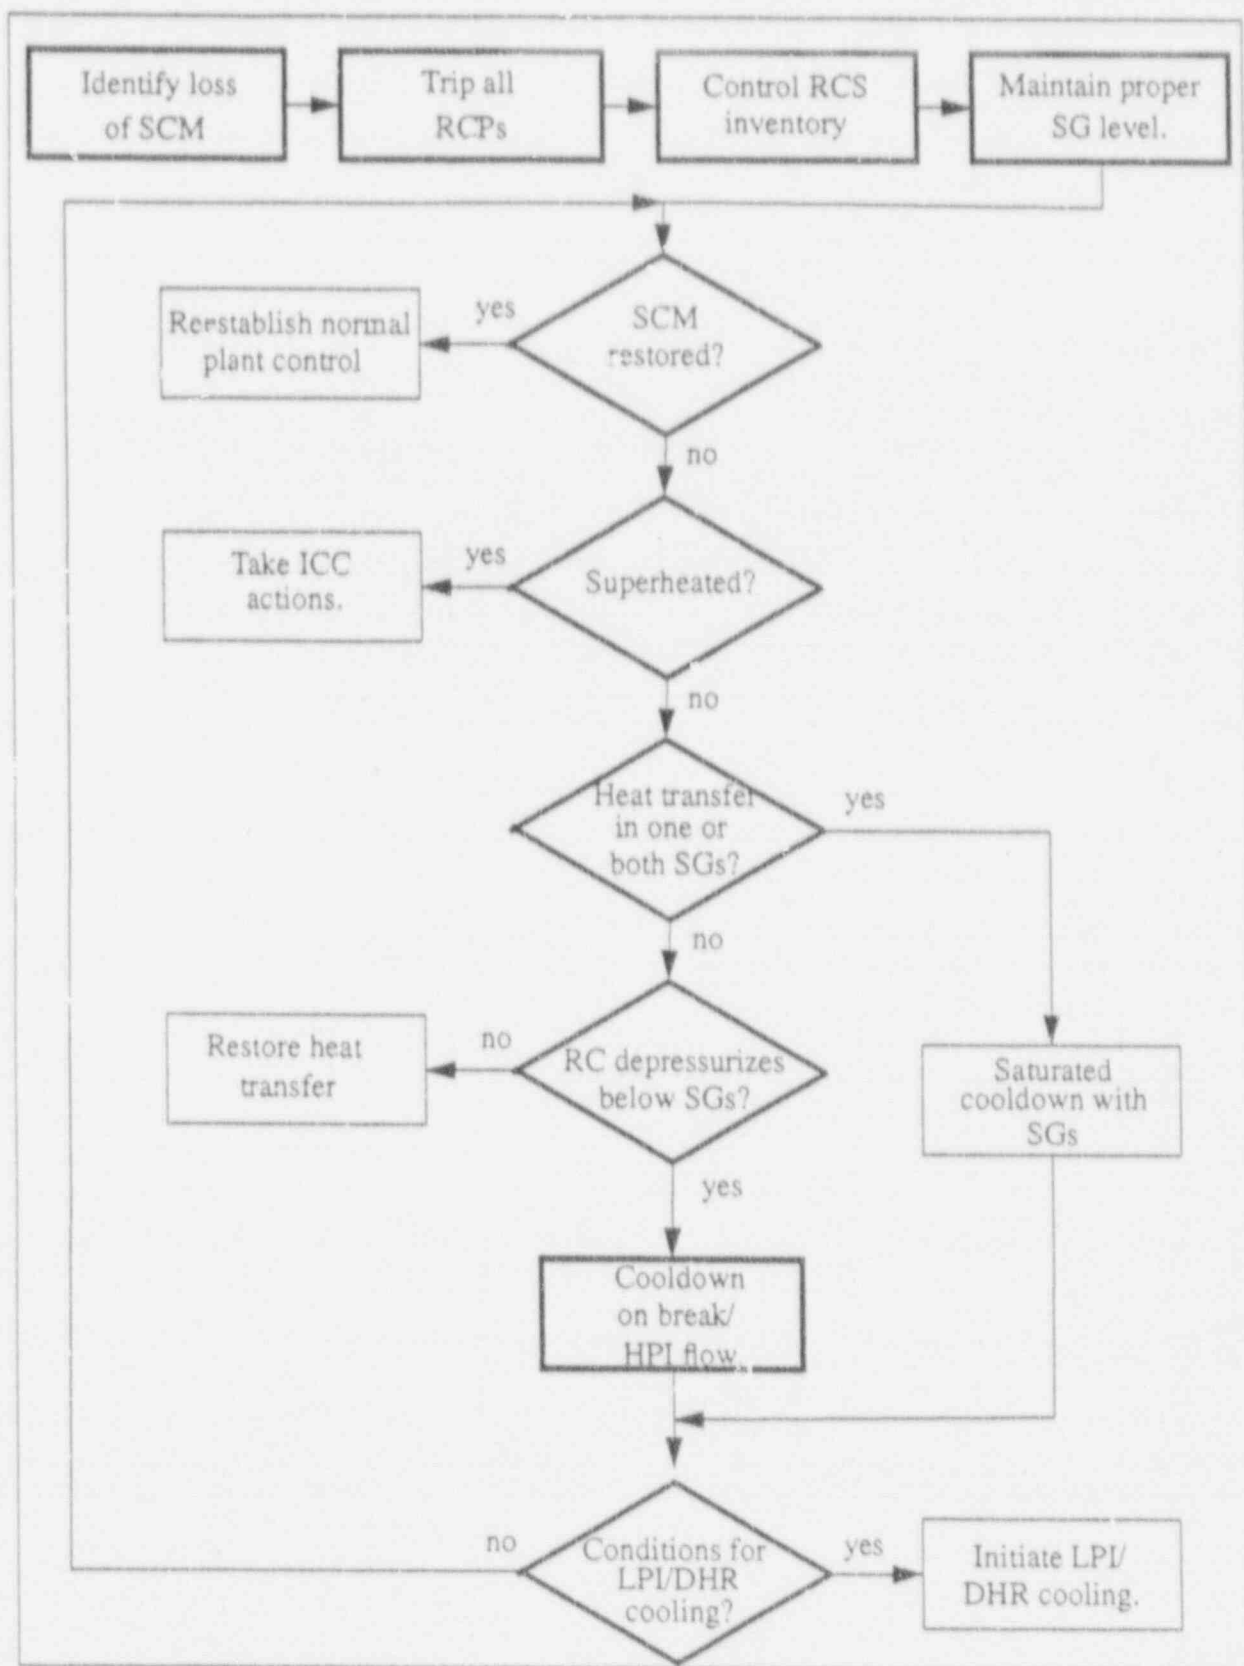 Identify loss
of SCM
Trip all
RCPs
Control RCS
inventory
Maintain proper
SG level.
SCM
restored?
yes
Reestablish normal
plant control
no
Superheated?
yes
Take ICC
actions.
no
Heat transfer
in one or
both SGs?
yes
no
RC depressurizes
below SGs?
no
Restore heat
transfer
Saturated
cooldown with
SGs
yes
Cooldown
on break/
HPI flow
Conditions for
LPI/DHR
cooling?
no
yes
Initiate LPI/
DHR cooling.